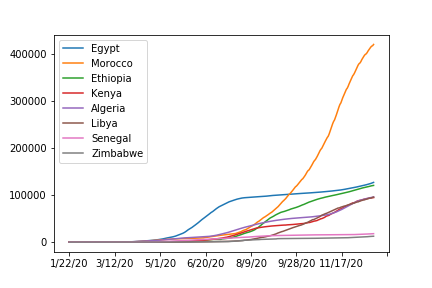 400000
300000
200000
100000
0
Egypt
Morocco
Ethiopia
Kenya
Algeria
Libya
Senegal
Zimbabwe
1/22/20 3/12/20 5/1/20 6/20/20 8/9/20 9/28/20 11/17/20